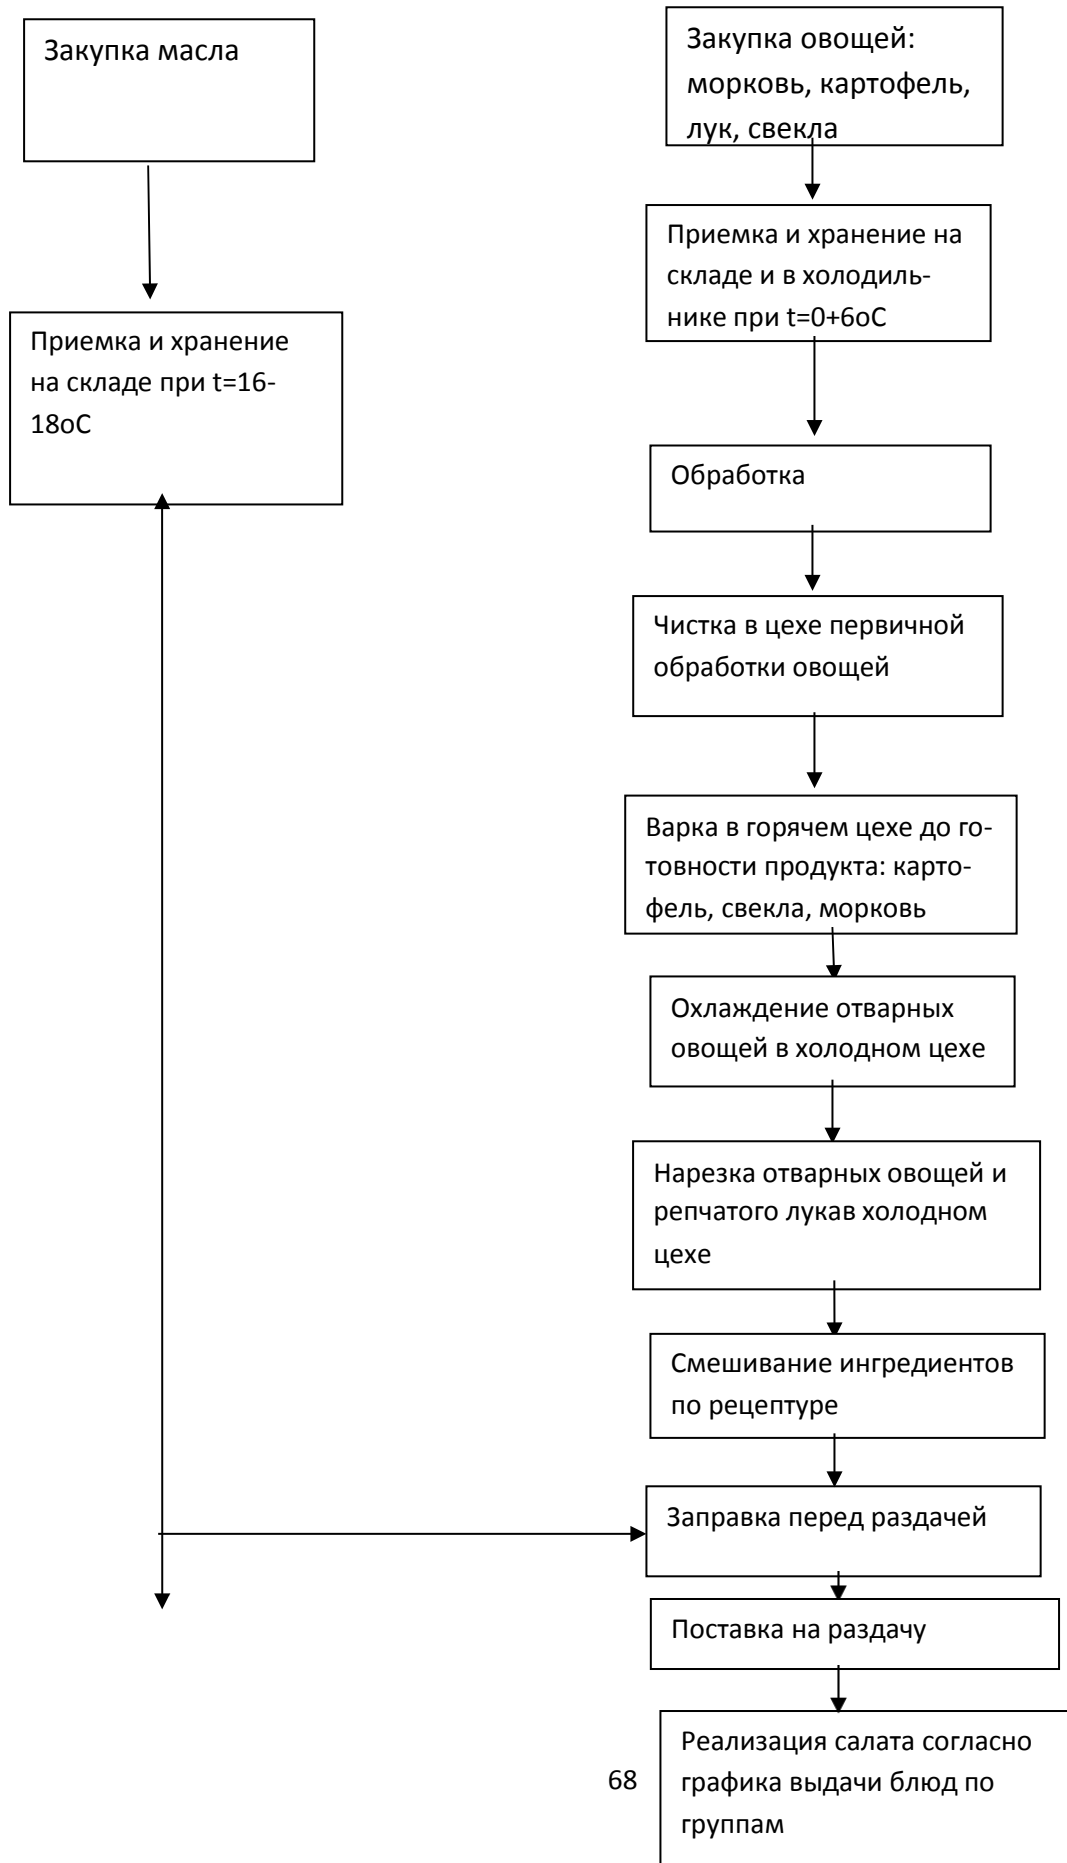 Закупка масла
Закупка овощей:
морковь, картофель,
лук, свекла
Приемка и хранение на
складе и в холодиль-
нике при t=0+6оС
Приемка и хранение
на складе при t=16-
18оС
Обработка
Чистка в цехе первичной
обработки овощей
Варка в горячем цехе до го-
товности продукта: карто-
фель, свекла, морковь
Охлаждение отварных
овощей в холодном цехе
Нарезка отварных овощей и
репчатого лукав холодном
цехе
Смешивание ингредиентов
по рецептуре
Заправка перед раздачей
Поставка на раздачу
Реализация салата согласно
графика выдачи блюд по
группам
68